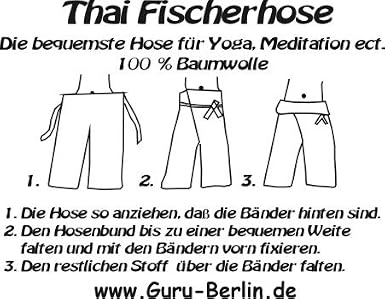 Thai Fischerhose
Die bequemste Hose für Yoga, Meditation ect.
100 % Baumwolle
1. 2. 3.
1. Die Hose so anziehen, daß die Bänder hinten sind.
2. Den Hosenbund bis zu einer bequemen Weite
falten und mit den Bändern vorn fixieren.
3. Den restlichen Stoff über die Bänder falten.
www.Guru-Berlin.de